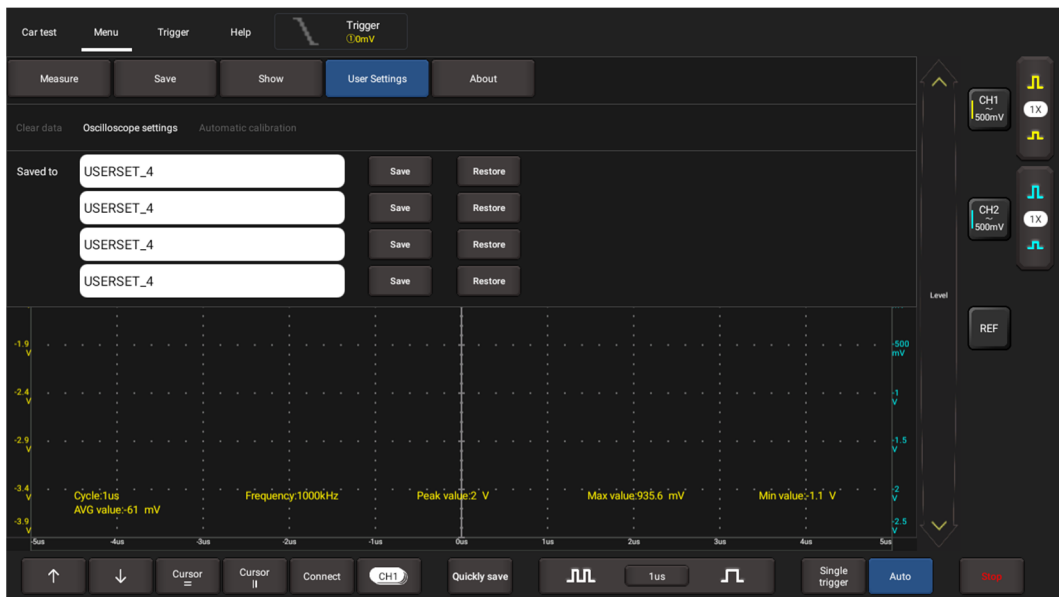 Car test Menu Trigger Help Trigger
①0mV
Measure Save Show User Settings About
Clear data Oscilloscope settings Automatic calibration
Saved to USERSET_4 Save Restore
USERSET_4 Save Restore
USERSET_4 Save Restore
USERSET_4 Save Restore
CH1
500mV
1X
CH2
500mV
1X
Level
REF
-1.9
V
-2.4
V
-2.9
V
-3.4
V
-3.9
V
-500
mV
-1
V
-1.5
V
-2
V
-2.5
V
Cycle:1us Frequency:1000kHz Peak value:2 V Max value:935.6 mV Min value:-1.1 V
AVG value:-61 mV
-5us -4us -3us -2us -1us 0us 1us 2us 3us 4us 5us
Cursor
Cursor
Connect
CH1
Quickly save
1us
Single
trigger
Auto
Stop